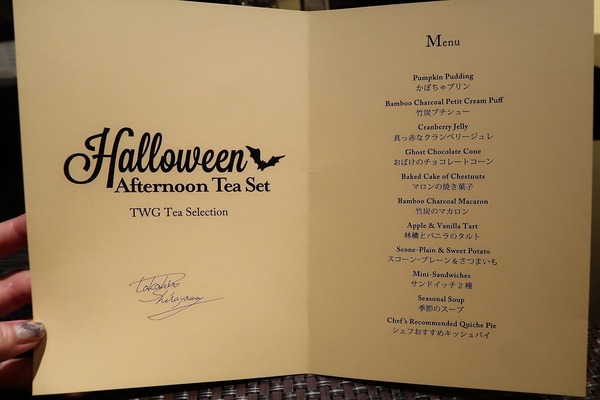 Halloween
Afternoon Tea Set
TWG Tea Selection
Menu
Pumpkin Pudding
かぼちゃプリン
Bamboo Charcoal Petit Cream Puff
竹炭プチシュー
Cranberry Jelly
真っ赤なクランベリージュレ
Ghost Chocolate Cone
おばけのチョコレートコーン
Baked Cake of Chestnuts
マロンの焼き菓子
Bamboo Charcoal Macaron
竹炭のマカロン
Apple & Vanilla Tart
林檎とバニラのタルト
Scone-Plain & Sweet Potato
スコーン-プレーン&さつまいも
Mini-Sandwiches
サンドイッチ2種
Seasonal Soup
季節のスープ
Chef's Recommended Quiche Pie
シェフおすすめキッシュパイ